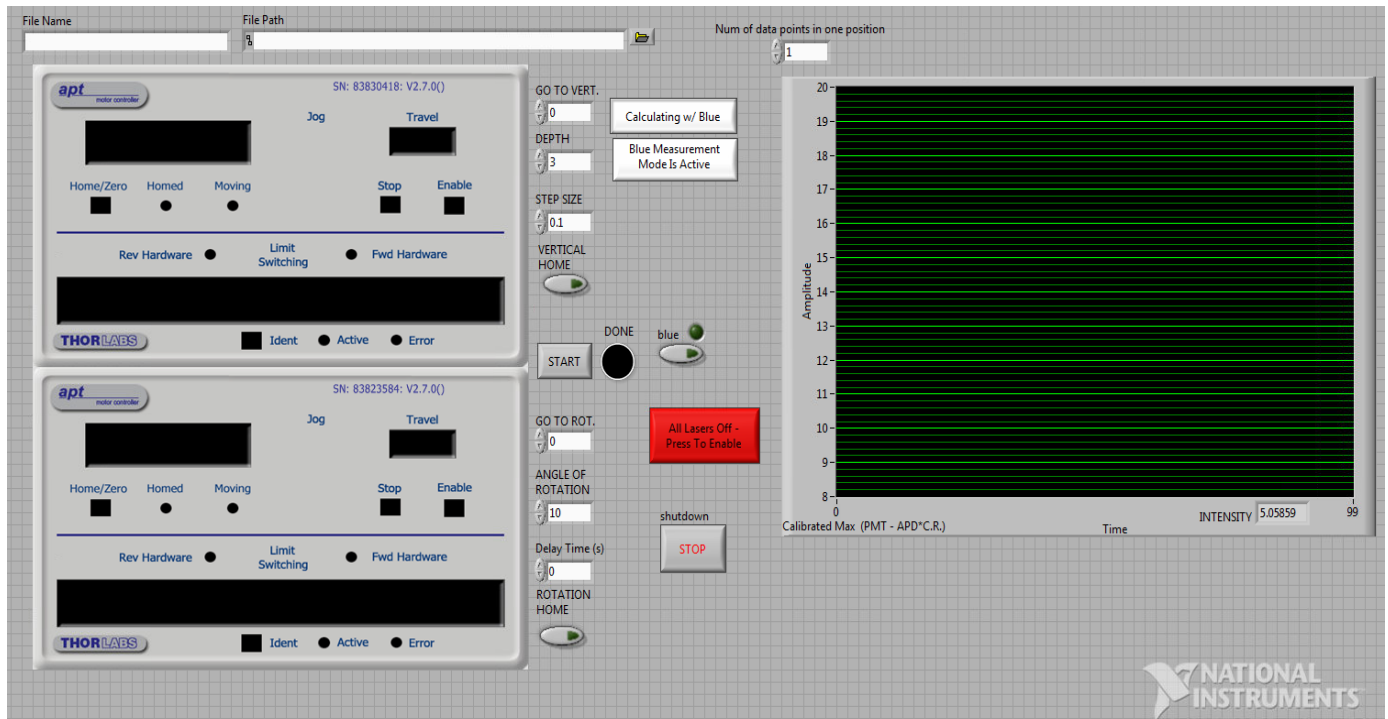 File Name
File Path
Num of data points in one position
1
apt
motor controller
SN: 83830418: V2.7.0()
Jog
Travel
Home/Zero
Homed
Moving
Stop
Enable
Rev Hardware
Limit
Switching
Fwd Hardware
THORLABS
Ident
Active
Error
apt
motor controller
SN: 83823584: V2.7.0()
Jog
Travel
Home/Zero
Homed
Moving
Stop
Enable
Rev Hardware
Limit
Switching
Fwd Hardware
THORLABS
Ident
Active
Error
GO TO VERT.
0
Calculating w/ Blue
DEPTH
3
Blue Measurement
Mode Is Active
STEP SIZE
0.1
VERTICAL
HOME
START
DONE
blue
GO TO ROT.
0
All Lasers Off -
Press To Enable
ANGLE OF
ROTATION
10
shutdown
STOP
Delay Time (s)
0
ROTATION
HOME
Amplitude
20
19
18
17
16
15
14
13
12
11
10
9
8
0
99
INTENSITY 5.05859
Calibrated Max (PMT - APD*C.R.)
Time
NATIONAL
INSTRUMENTS